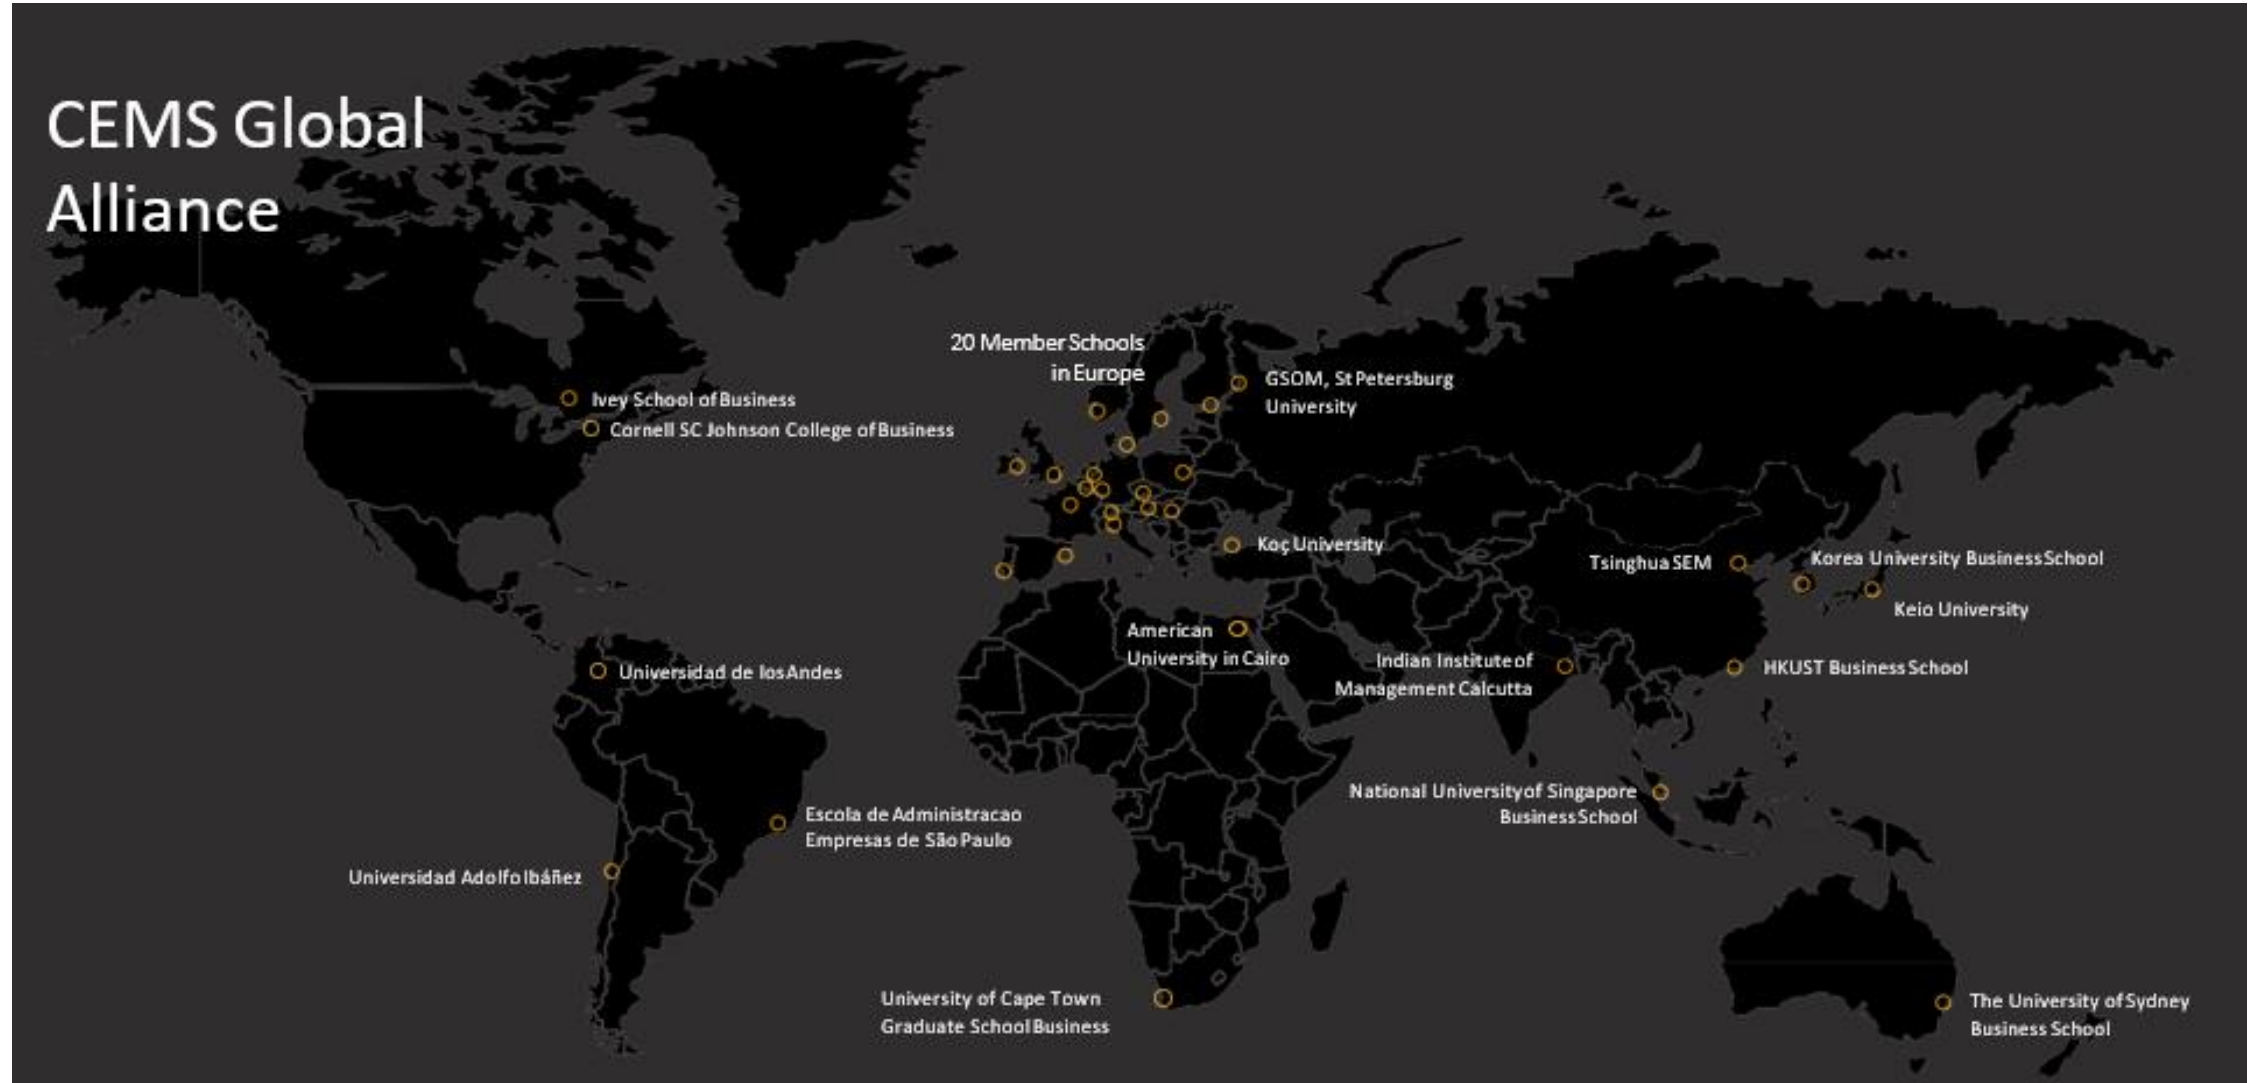 CEMS Global
Alliance
20 Member Schools
in Europe
GSOM, St Petersburg
University
Ivey School of Business
Cornell SC Johnson College of Business
Koç University
Tsinghua SEM
Korea University Business School
Keio University
American
University in Cairo
Indian Institute of
Management Calcutta
HKUST Business School
Universidad de los Andes
National University of Singapore
Business School
Escola de Administracao
Empresas de São Paulo
Universidad Adolfo Ibáñez
University of Cape Town
Graduate School Business
The University of Sydney
Business School